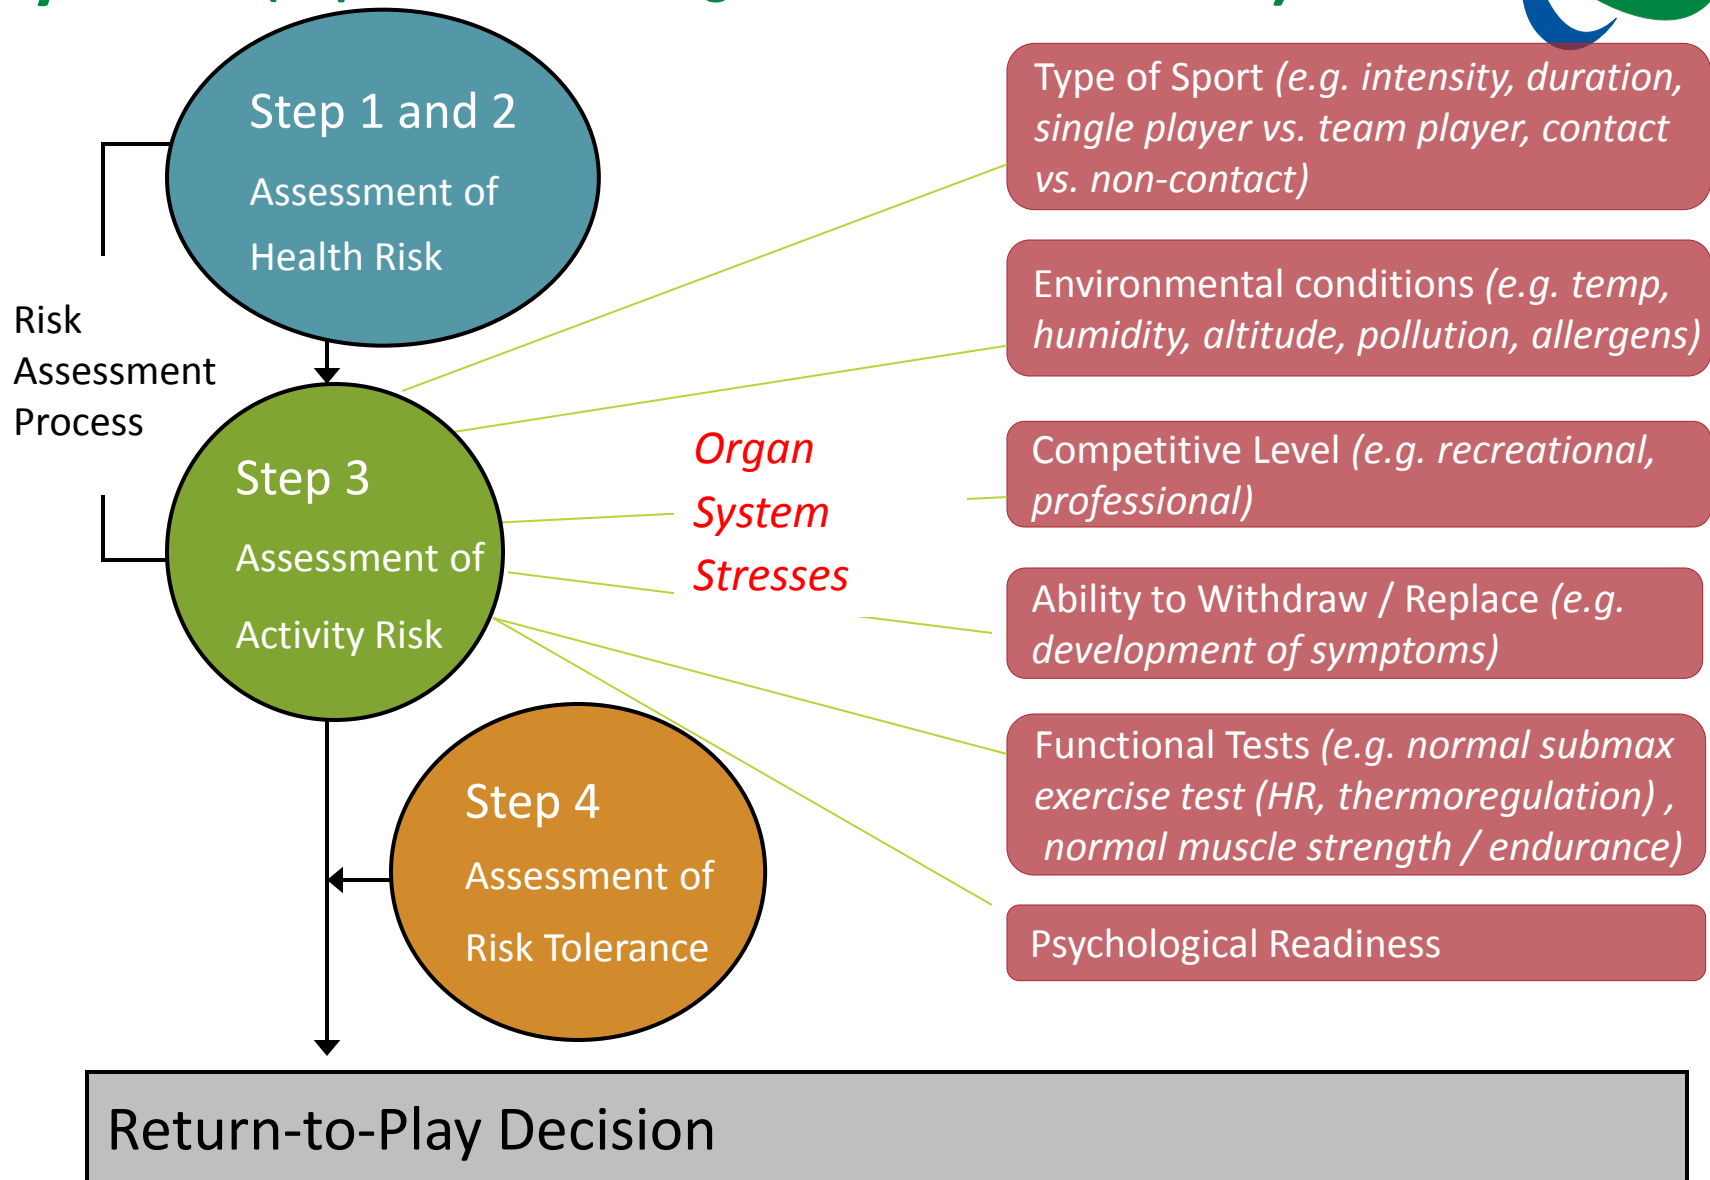 Step 1 and 2
Assessment of
Health Risk
Risk
Assessment
Process
Step 3
Assessment of
Activity Risk
Organ
System
Stresses
Step 4
Assessment of
Risk Tolerance
Type of Sport (e.g. intensity, duration,
single player vs. team player, contact
vs. non-contact)
Environmental conditions (e.g. temp,
humidity, altitude, pollution, allergens)
Competitive Level (e.g. recreational,
professional)
Ability to Withdraw / Replace (e.g.
development of symptoms)
Functional Tests (e.g. normal submax
exercise test (HR, thermoregulation) ,
normal muscle strength / endurance)
Psychological Readiness
Return-to-Play Decision